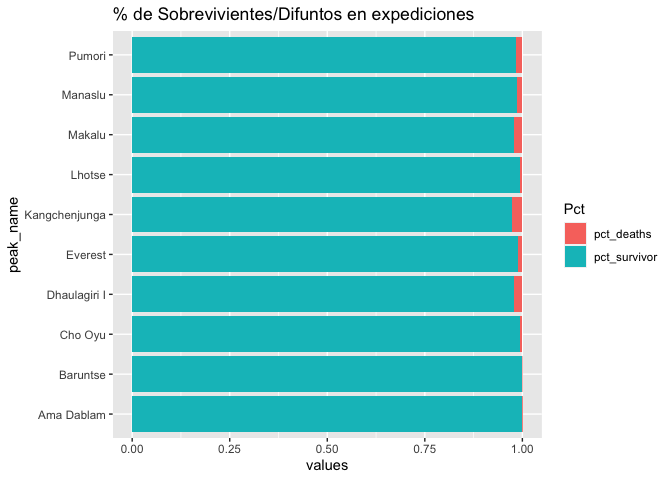 % de Sobrevivientes/Difuntos en expediciones
peak_name
Pumori
Manaslu
Makalu
Lhotse
Kangchenjunga
Everest
Dhaulagiri I
Cho Oyu
Baruntse
Ama Dablam
0.00 0.25 0.50 0.75 1.00
values
Pct
pct_deaths
pct_survivor